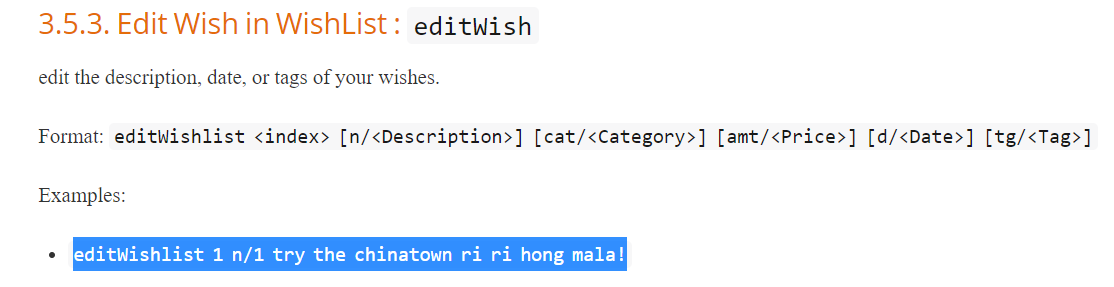 3.5.3. Edit Wish in WishList : editWish
edit the description, date, or tags of your wishes.
Format: editWishlist <index> [n/<Description>] [cat/<Category>] [amt/<Price>] [d/<Date>] [tg/<Tag>]
Examples:
• editWishlist 1 n/1 try the chinatown ri ri hong mala!